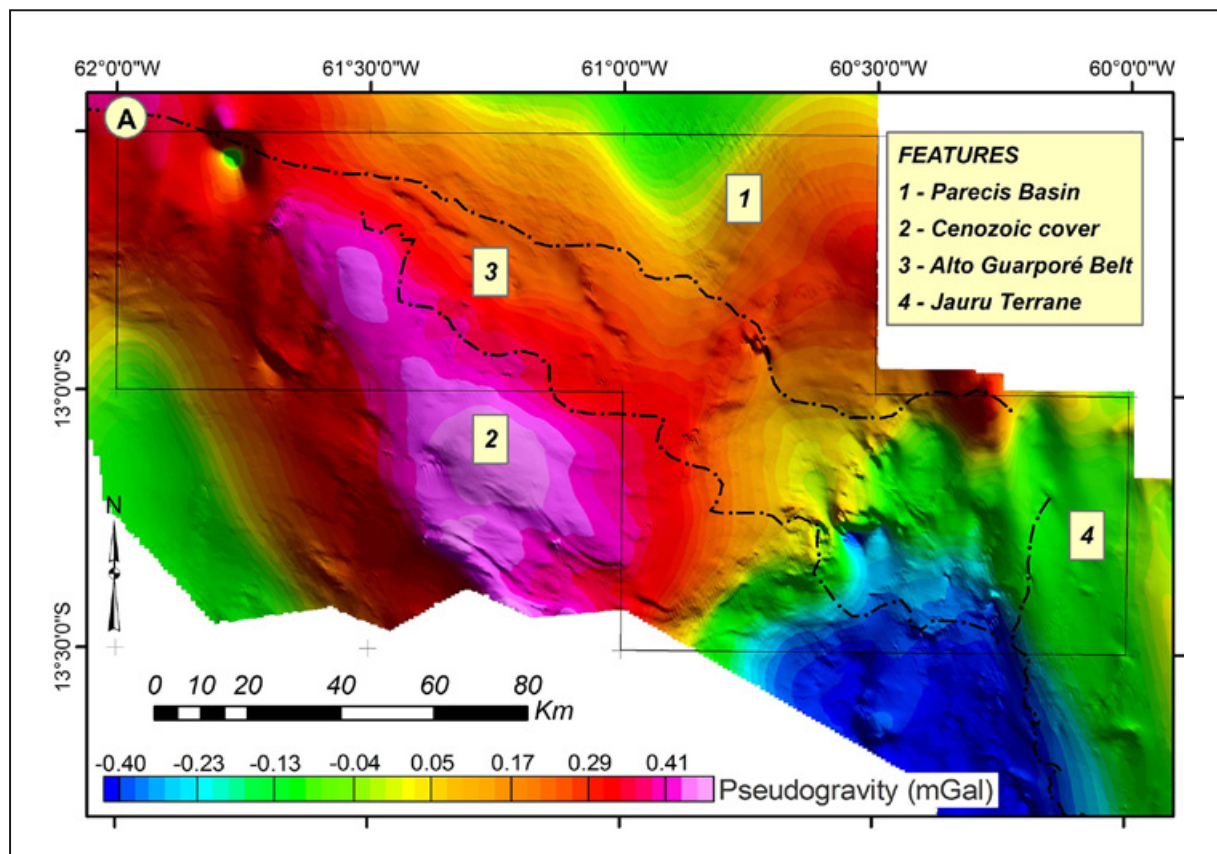 62°0'0"W 61°30'0"W 61°0'0"W 60°30'0"W 60°0'0"W
A
FEATURES
1 - Parecis Basin
2 - Cenozoic cover
3 - Alto Guarporé Belt
4 - Jauru Terrane
1
3
13°0'0"S
2
N
4
13°30'0"S
0 10 20 40 60 80
Km
-0.40 -0.23 -0.13 -0.04 0.05 0.17 0.29 0.41
Pseudogravity (mGal)